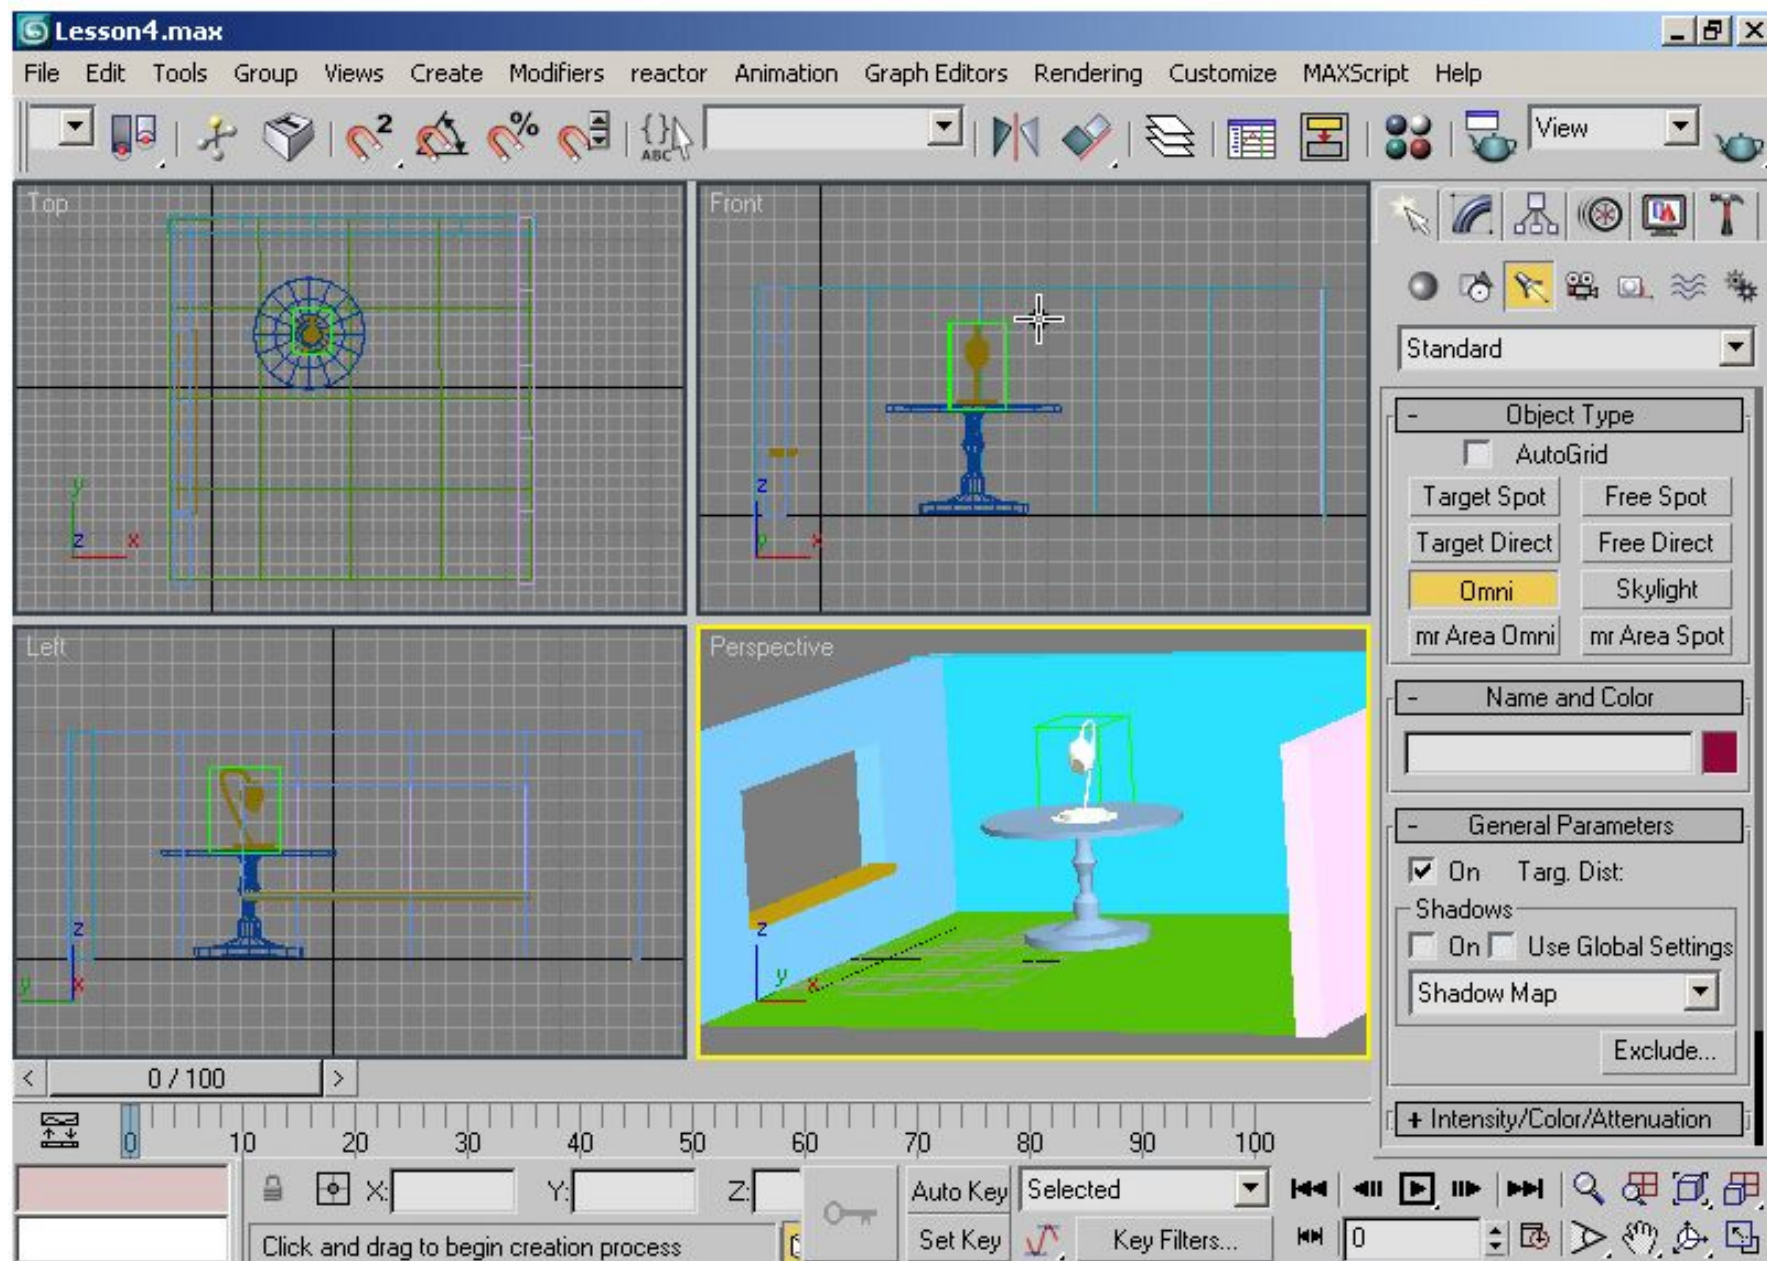 Lesson4.max
File Edit Tools Group Views Create Modifiers reactor Animation Graph Editors Rendering Customize MAXScript Help
2 % {} ABC View
Top
y
z x
Front
z
y x
Left
z
y x
Perspective
z
y x
Standard
- Object Type
AutoGrid
Target Spot Free Spot
Target Direct Free Direct
Omni Skylight
mr Area Omni mr Area Spot
- Name and Color
- General Parameters
On Targ. Dist:
Shadows
On Use Global Settings
Shadow Map
Exclude...
+ Intensity/Color/Attenuation
< 0 / 100 >
0 10 20 30 40 50 60 70 80 90 100
X: Y: Z: Auto Key Selected
Click and drag to begin creation process Set Key Key Filters... 0